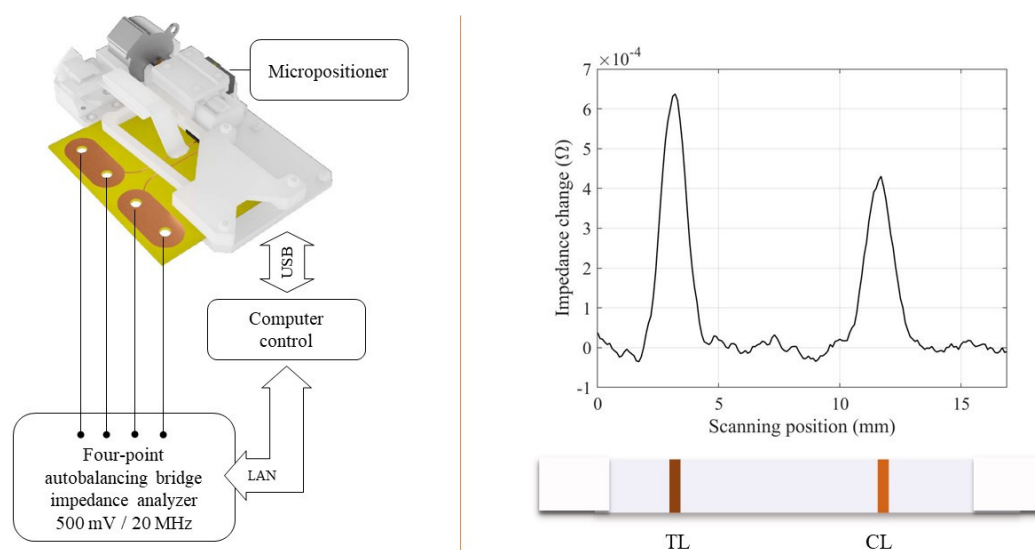 Micropositioner
USB
Computer
control
LAN
Four-point
autobalancing bridge
impedance analyzer
500 mV / 20 MHz
×10⁻⁴
7
6
5
4
3
2
1
0
-1
Impedance change (Ω)
0 5 10 15
Scanning position (mm)
TL CL